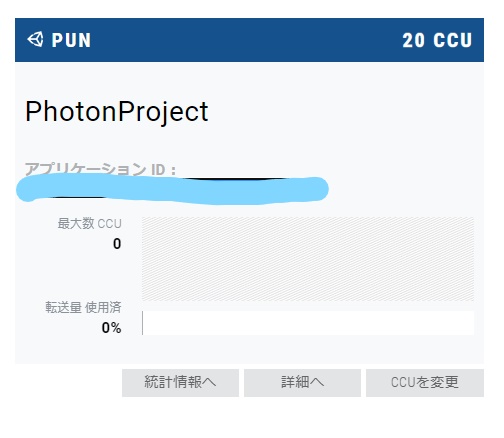 PUN 20 CCU
PhotonProject
アプリケーション ID :
最大数 CCU
0
転送量 使用済
0%
統計情報へ 詳細へ CCUを変更